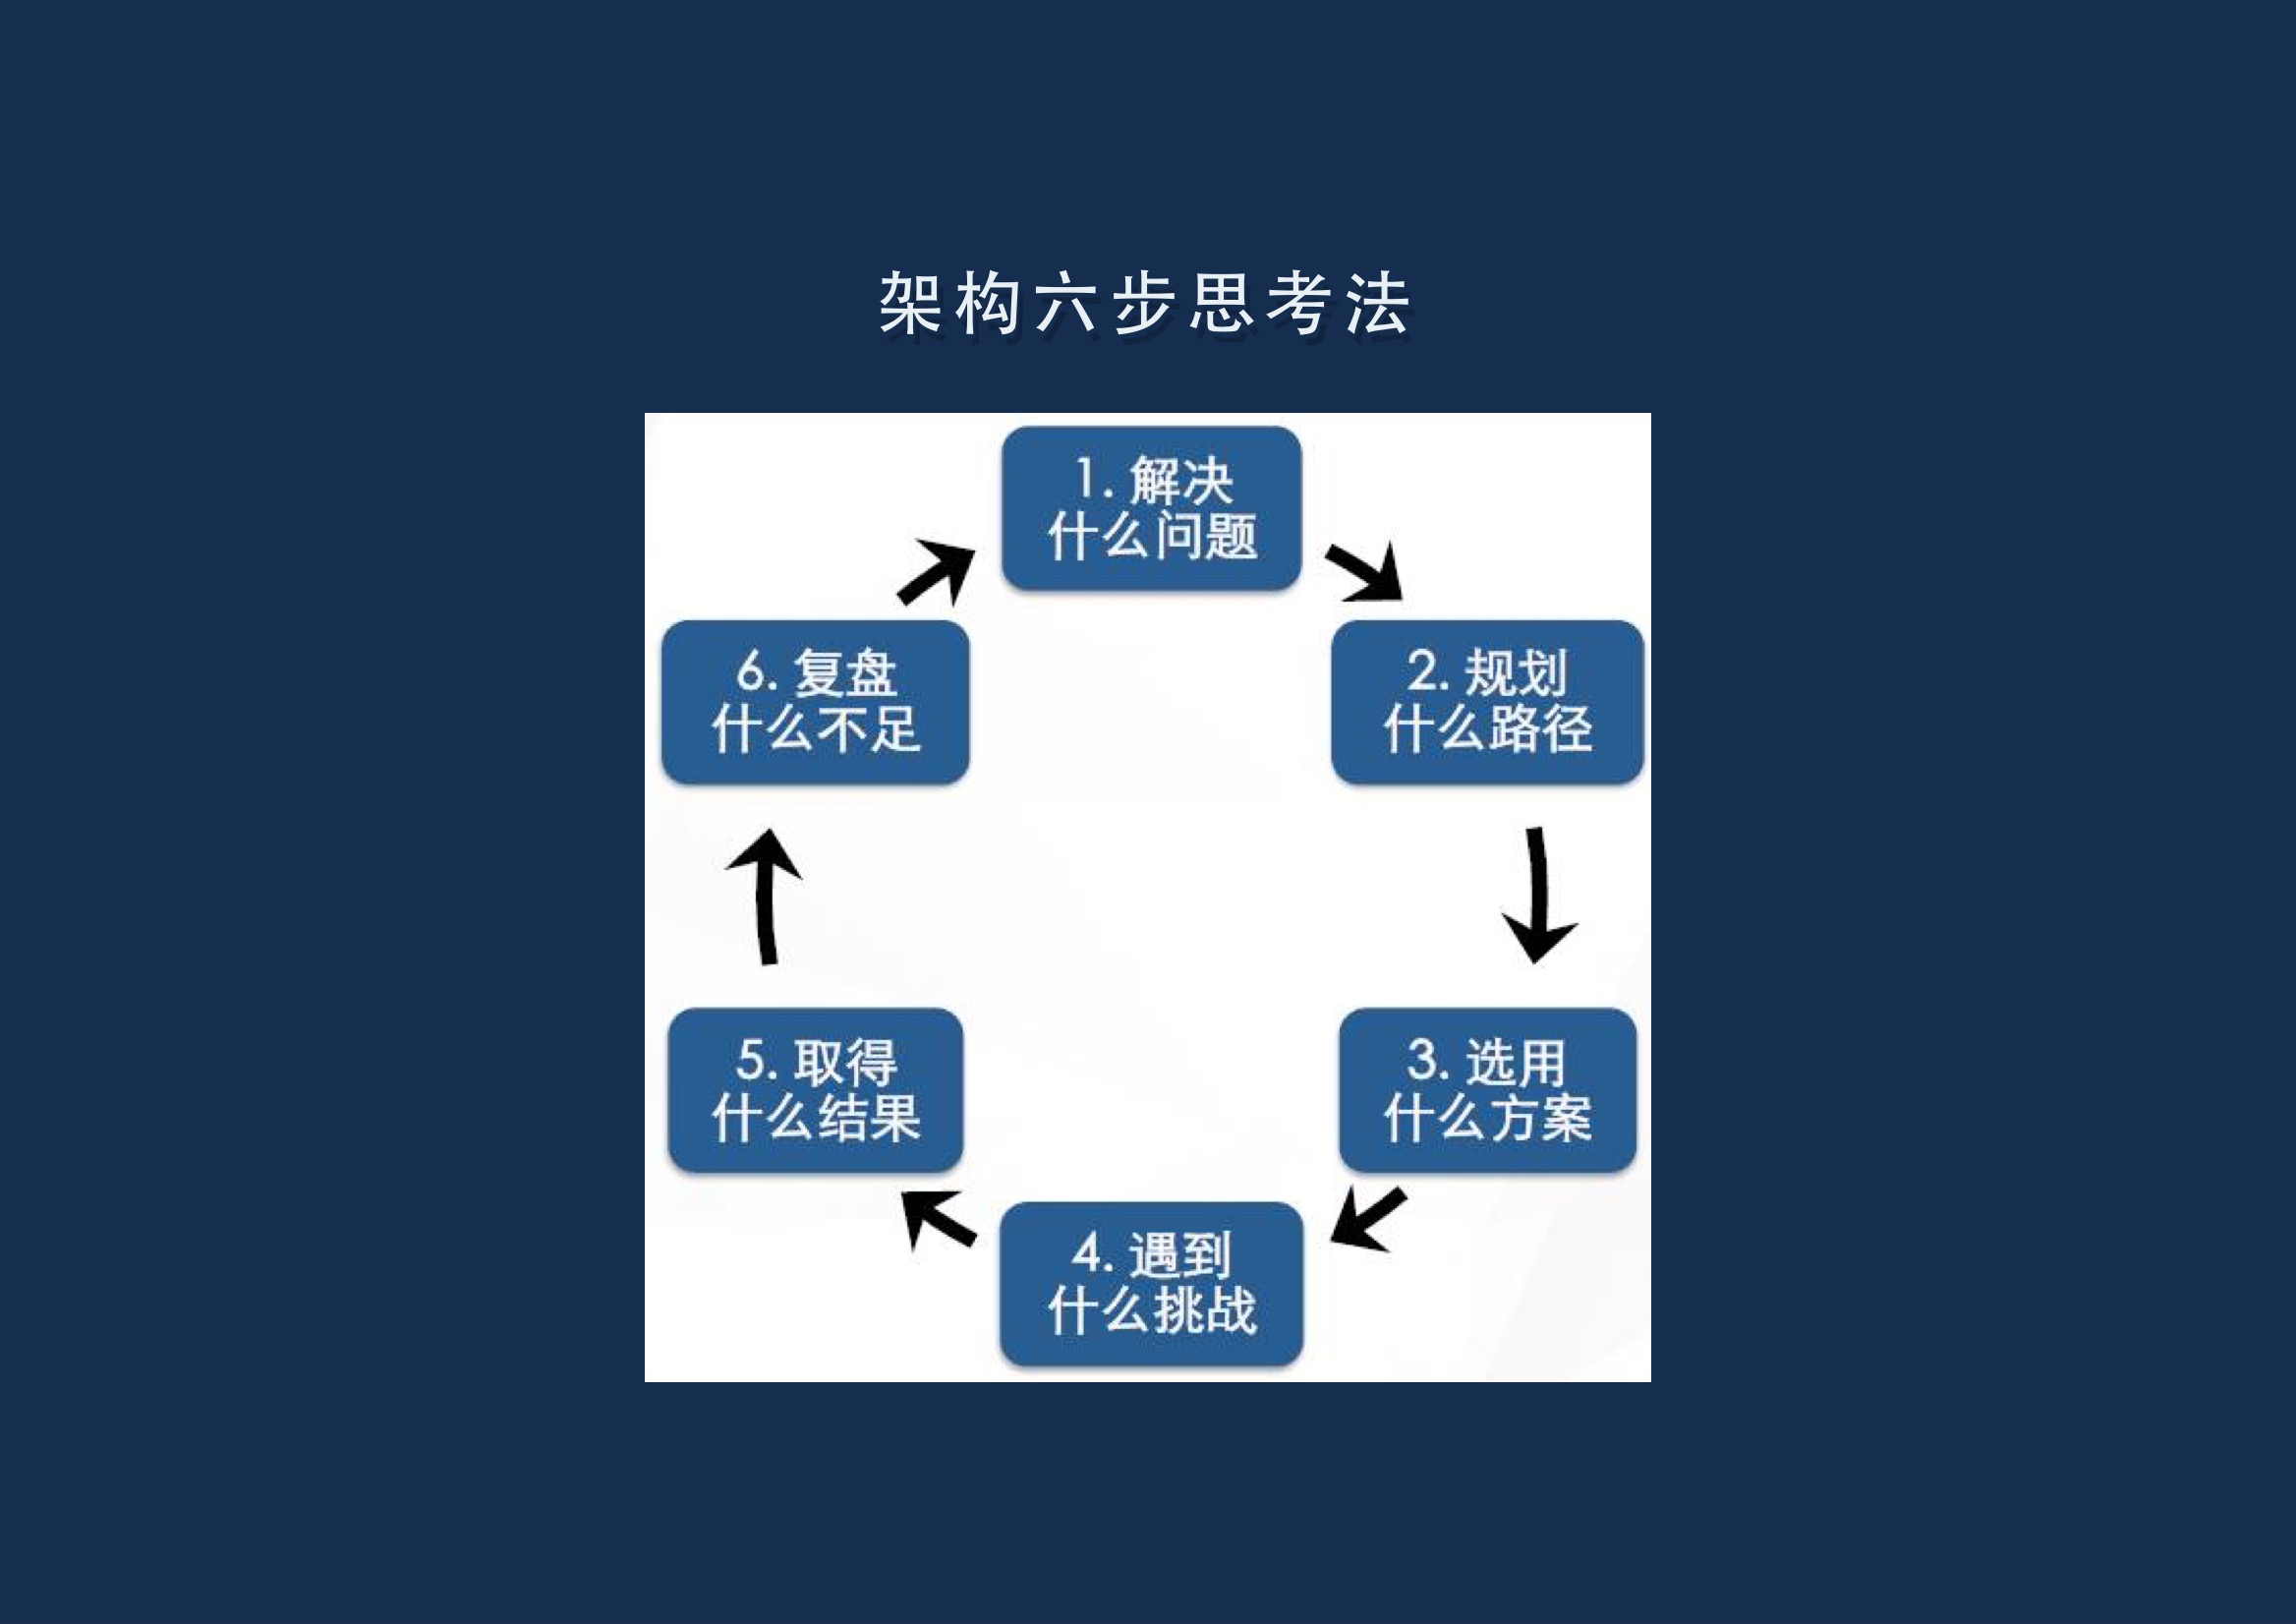 架构六步思考法
1. 解决
什么问题
2. 规划
什么路径
3. 选用
什么方案
4. 遇到
什么挑战
5. 取得
什么结果
6. 复盘
什么不足